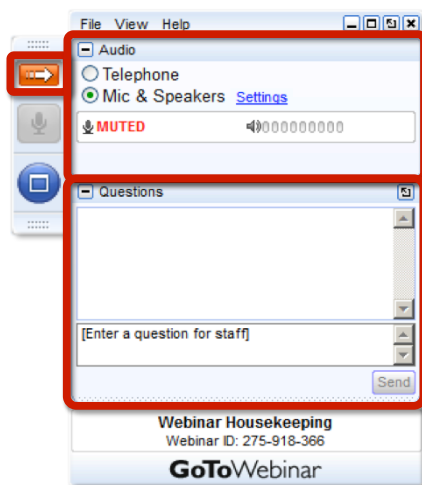 File View Help
Audio
Telephone
Mic & Speakers Settings
MUTED 000000000
Questions
[Enter a question for staff]
Send
Webinar Housekeeping
Webinar ID: 275-918-366
GoToWebinar